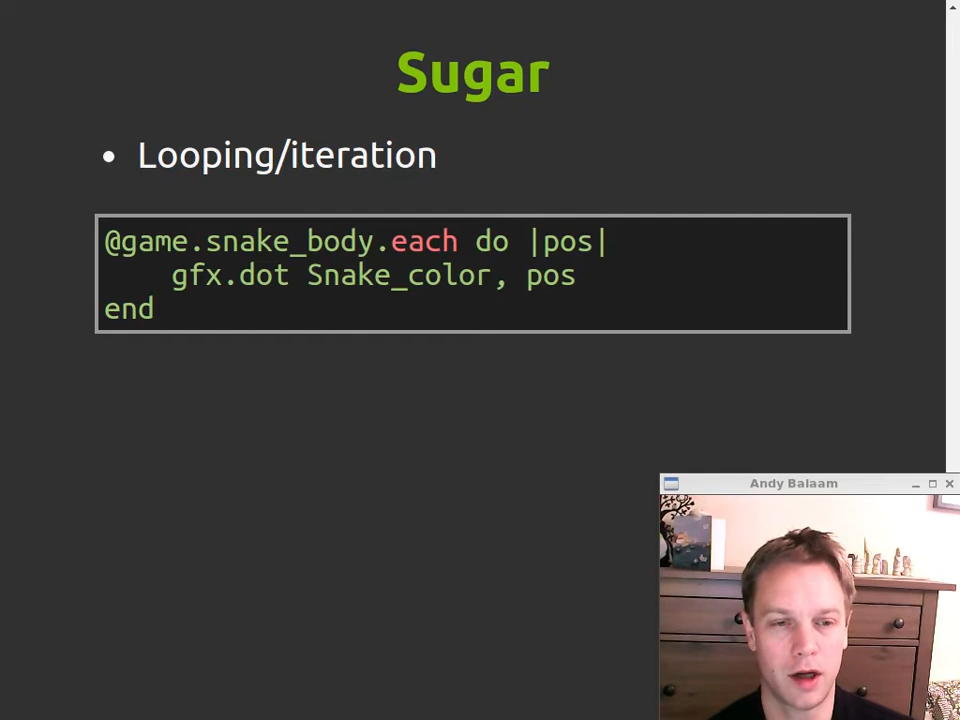 Sugar
• Looping/iteration
@game.snake_body.each do |pos|
    gfx.dot Snake_color, pos
end
Andy Balaam